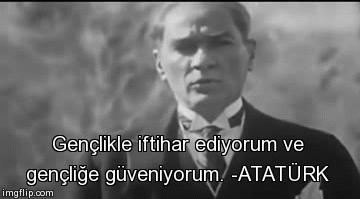 Gençlikle iftihar ediyorum ve
gençliğe güveniyorum. -ATATÜRK
imgflip.com